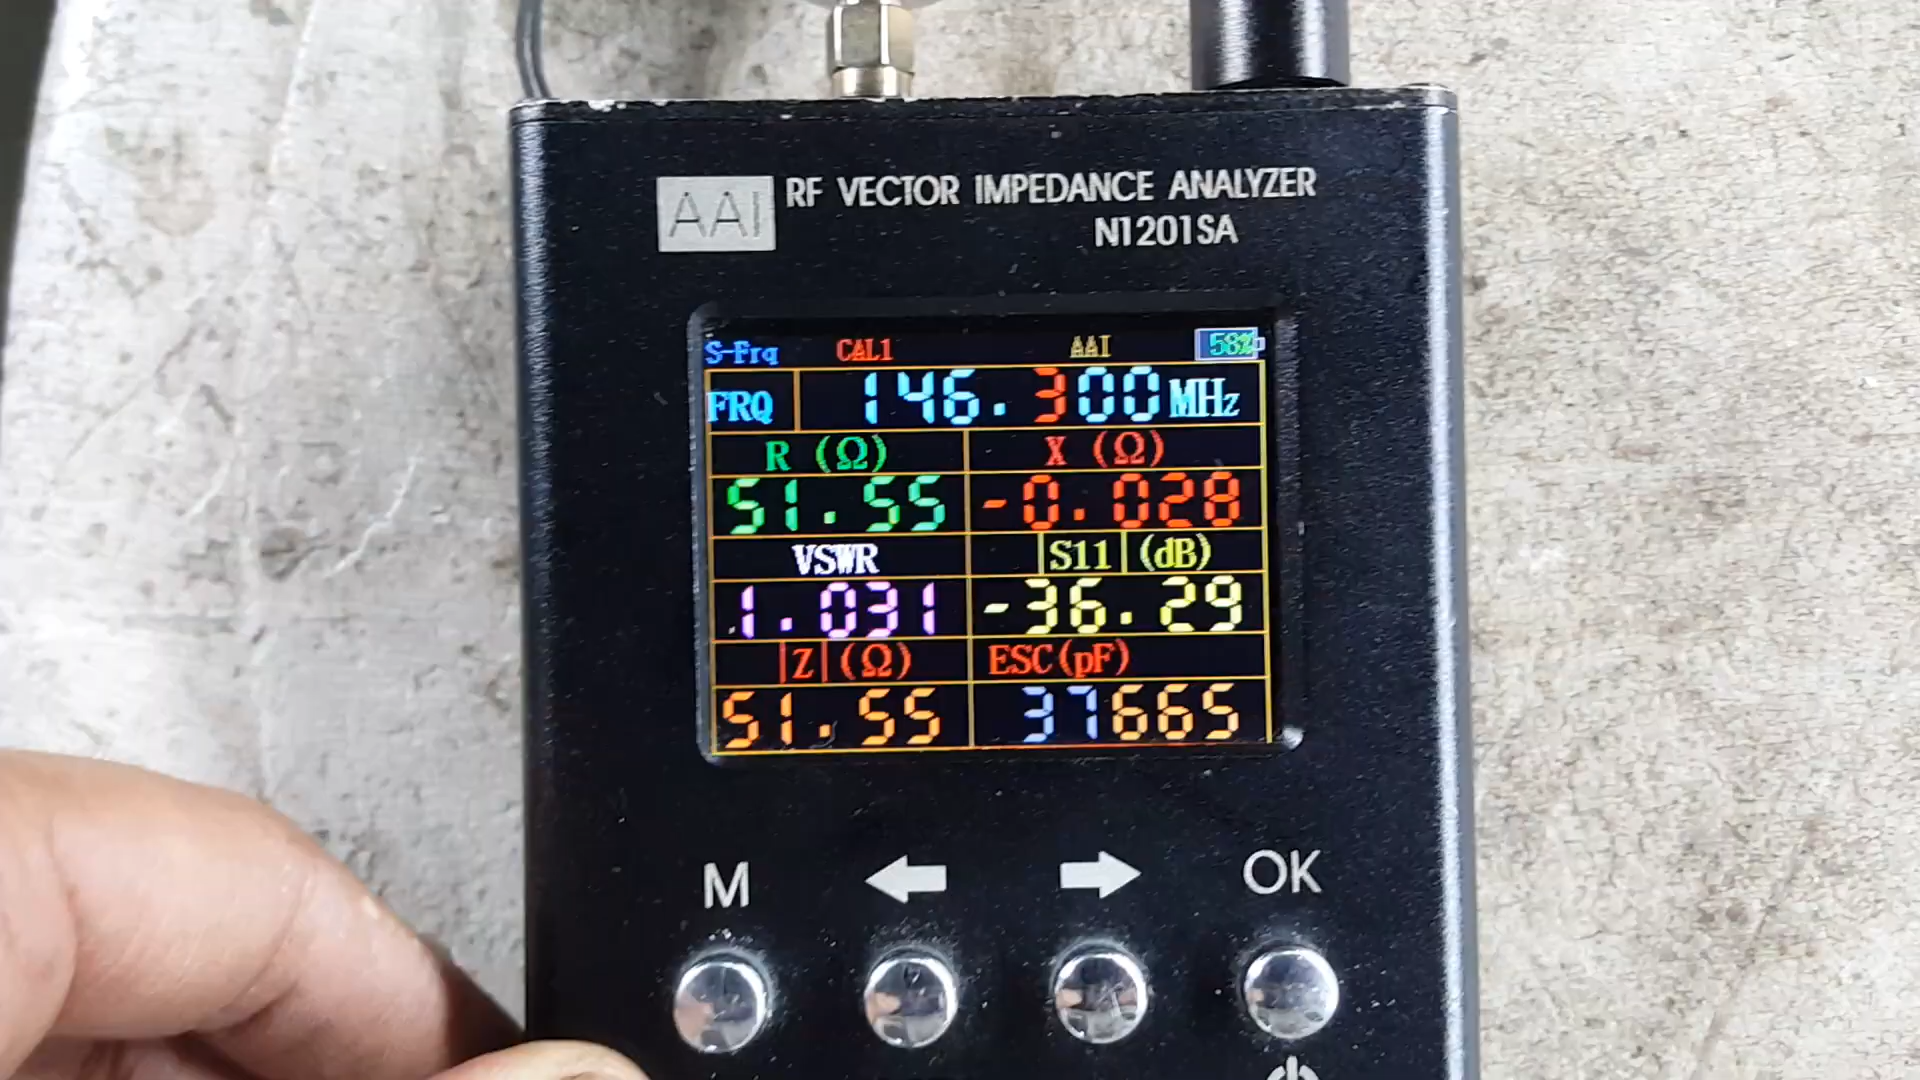 AAI RF VECTOR IMPEDANCE ANALYZER
N1201SA
S-Frq CAL1 AAI 58%
FRQ 146.300MHz
R (Ω) X (Ω)
51.55 -0.028
VSWR |S11|(dB)
1.031 -36.29
|Z|(Ω) ESC(pF)
51.55 37665
M ← → OK